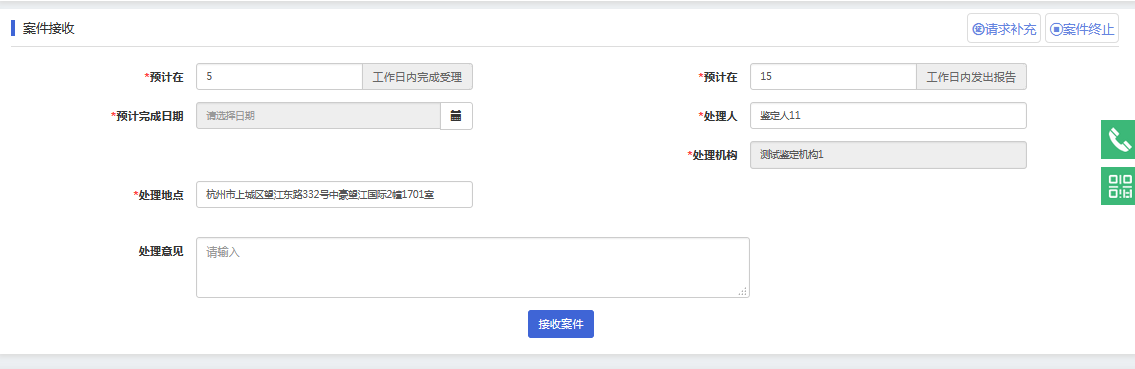 案件接收
请求补充
案件终止
*预计在 5 工作日内完成受理
*预计在 15 工作日内发出报告
*预计完成日期 请选择日期
*处理人 鉴定人11
*处理机构 测试鉴定机构1
*处理地点 杭州市上城区望江东路332号中豪望江国际2幢1701室
处理意见 请输入
接收案件